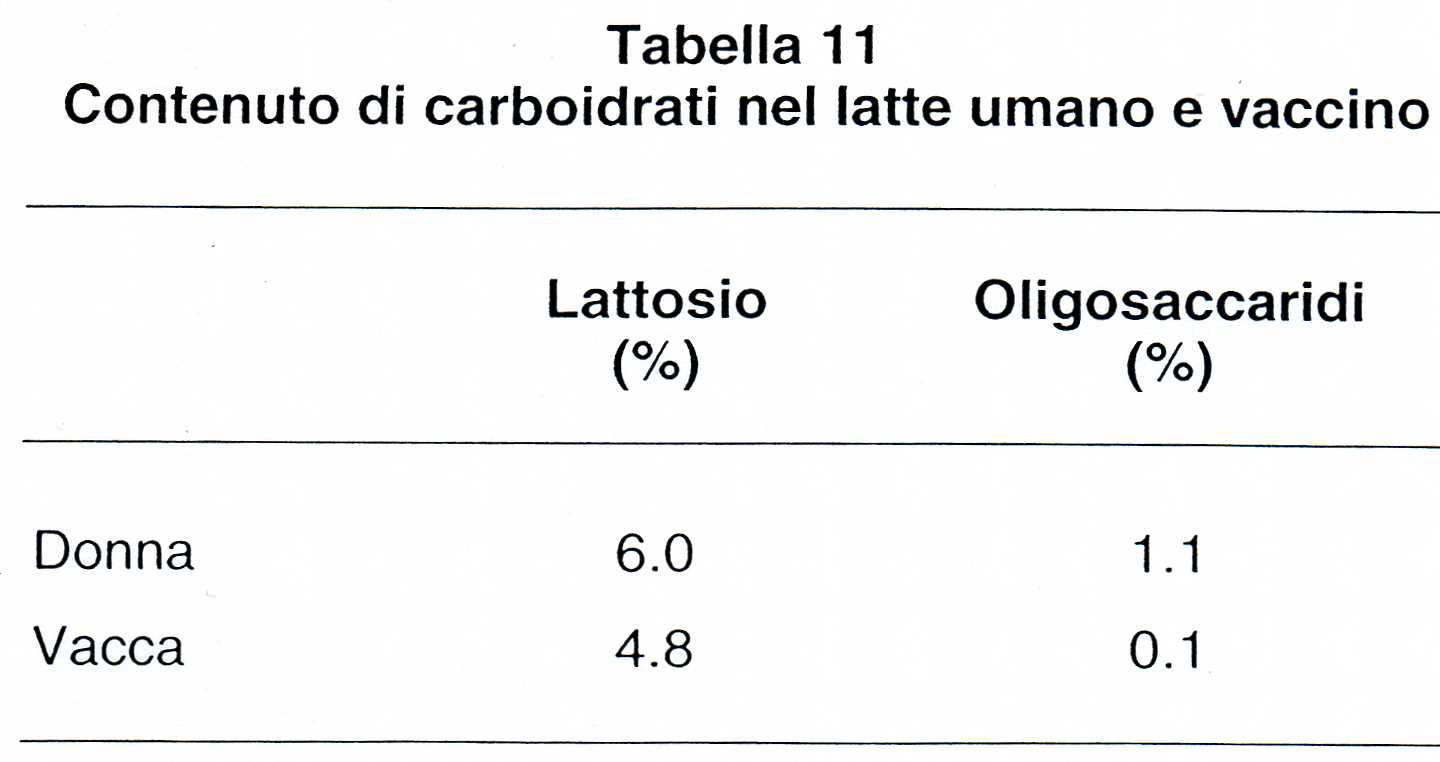 Tabella 11
Contenuto di carboidrati nel latte umano e vaccino
Lattosio Oligosaccaridi
(%) (%)
Donna 6.0 1.1
Vacca 4.8 0.1